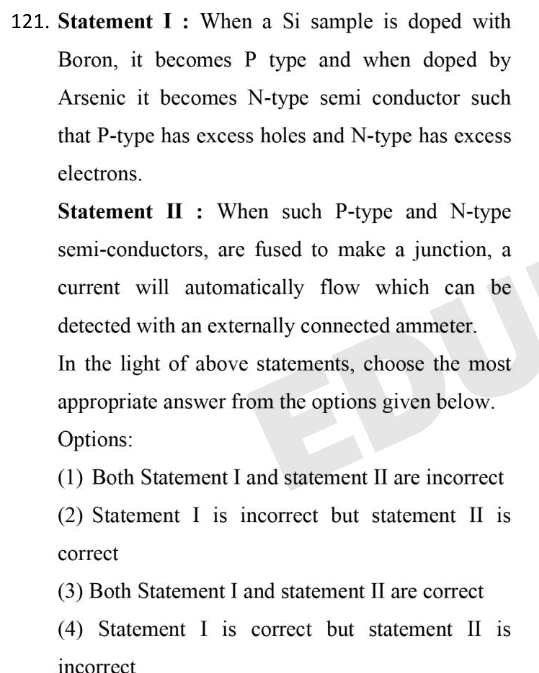 121. Statement I : When a Si sample is doped with
Boron, it becomes P type and when doped by
Arsenic it becomes N-type semi conductor such
that P-type has excess holes and N-type has excess
electrons.
Statement II : When such P-type and N-type
semi-conductors, are fused to make a junction, a
current will automatically flow which can be
detected with an externally connected ammeter.
In the light of above statements, choose the most
appropriate answer from the options given below.
Options:
(1) Both Statement I and statement II are incorrect
(2) Statement I is incorrect but statement II is
correct
(3) Both Statement I and statement II are correct
(4) Statement I is correct but statement II is
incorrect
EDU